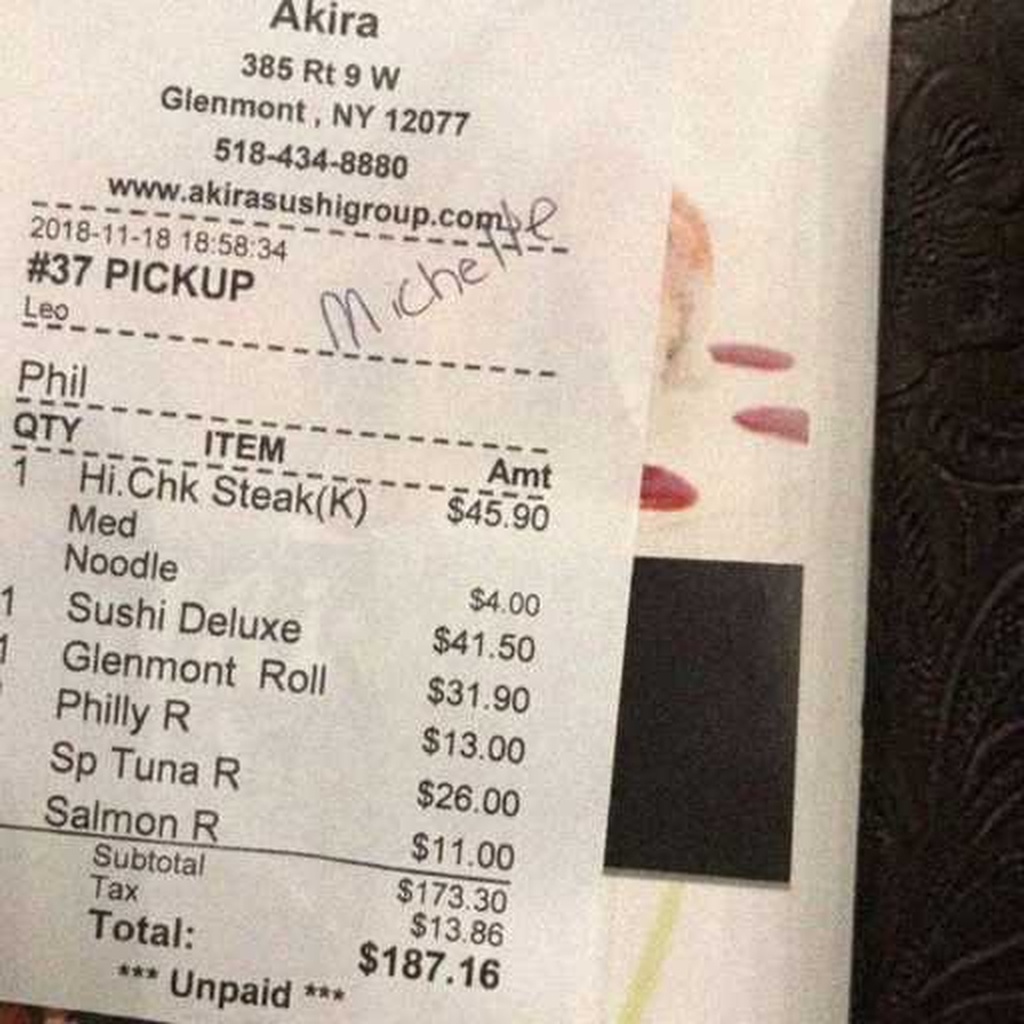 Akira
385 Rt 9 W
Glenmont , NY 12077
518-434-8880
www.akirasushigroup.com
2018-11-18 18:58:34
Michelle
#37 PICKUP
Leo
Phil
QTY ITEM Amt
1 Hi.Chk Steak(K) $45.90
Med
Noodle $4.00
1 Sushi Deluxe $41.50
1 Glenmont Roll $31.90
Philly R $13.00
Sp Tuna R $26.00
Salmon R $11.00
Subtotal $173.30
Tax $13.86
Total: $187.16
*** Unpaid ***